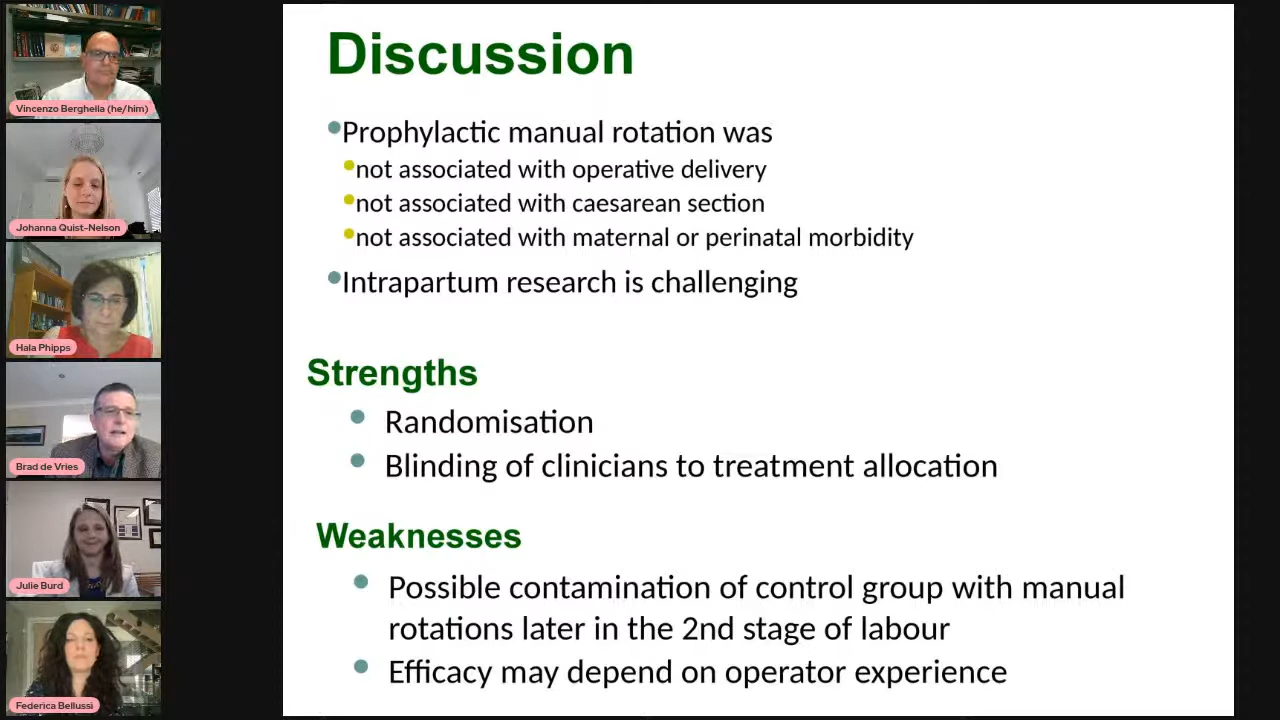 Discussion
Prophylactic manual rotation was
not associated with operative delivery
not associated with caesarean section
not associated with maternal or perinatal morbidity
Intrapartum research is challenging
Strengths
Randomisation
Blinding of clinicians to treatment allocation
Weaknesses
Possible contamination of control group with manual
rotations later in the 2nd stage of labour
Efficacy may depend on operator experience
Vincenzo Berghella (he/him)
Johanna Quist-Nelson
Hala Phipps
Brad de Vries
Julie Burd
Federica Bellussi